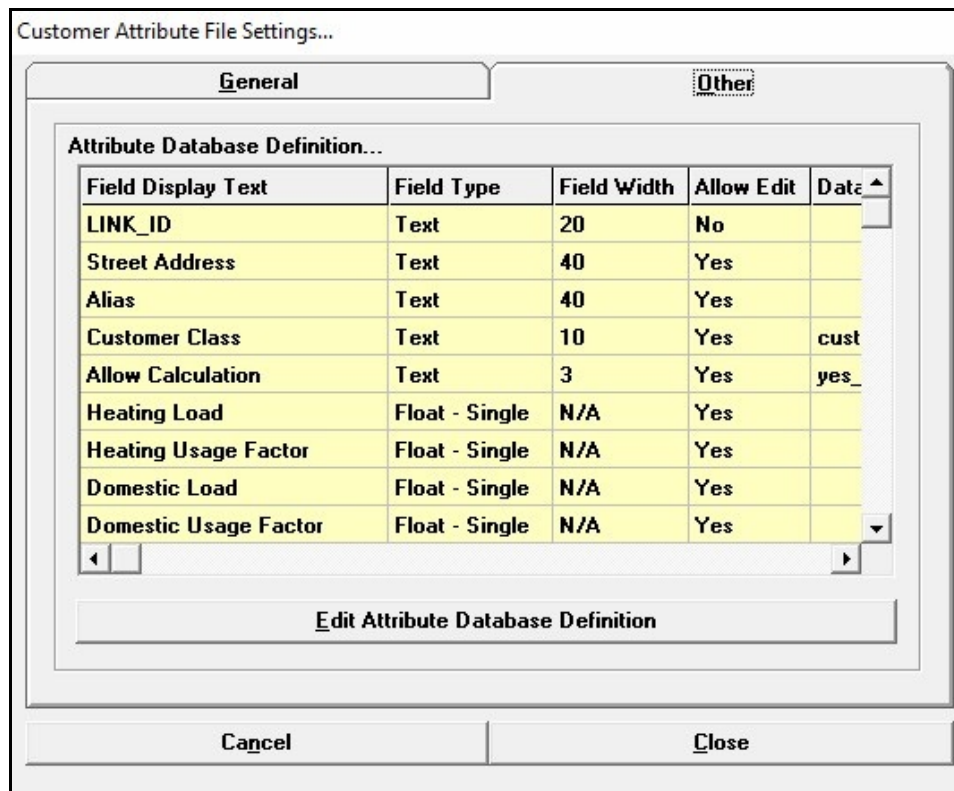 Customer Attribute File Settings...
General Other
Attribute Database Definition...
Field Display Text Field Type Field Width Allow Edit Data
LINK_ID Text 20 No
Street Address Text 40 Yes
Alias Text 40 Yes
Customer Class Text 10 Yes cust
Allow Calculation Text 3 Yes yes_
Heating Load Float - Single N/A Yes
Heating Usage Factor Float - Single N/A Yes
Domestic Load Float - Single N/A Yes
Domestic Usage Factor Float - Single N/A Yes
Edit Attribute Database Definition
Cancel Close